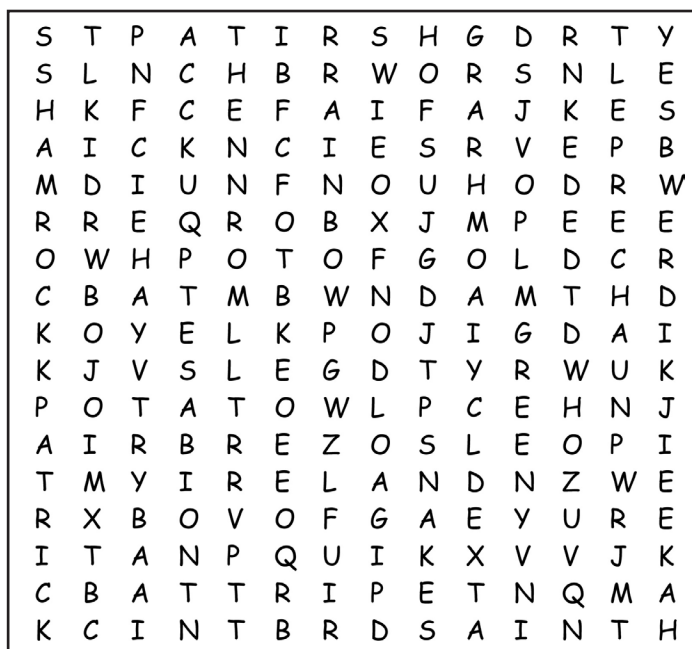 S T P A T I R S H G D R T Y
S L N C H B R W O R S N L E
H K F C E F A I F A J K E S
A I C K N C I E S R V E P B
M D I U N F N O U H O D R W
R R E Q R O B X J M P E E E
O W H P O T O F G O L D C R
C B A T M B W N D A M T H D
K O Y E L K P O J I G D A I
K J V S L E G D T Y R W U K
P O T A T O W L P C E H N J
A I R B R E Z O S L E O P I
T M Y I R E L A N D N Z W E
R X B O V O F G A E Y U R E
I T A N P Q U I K X V V J K
C B A T T R I P E T N Q M A
K C I N T B R D S A I N T H